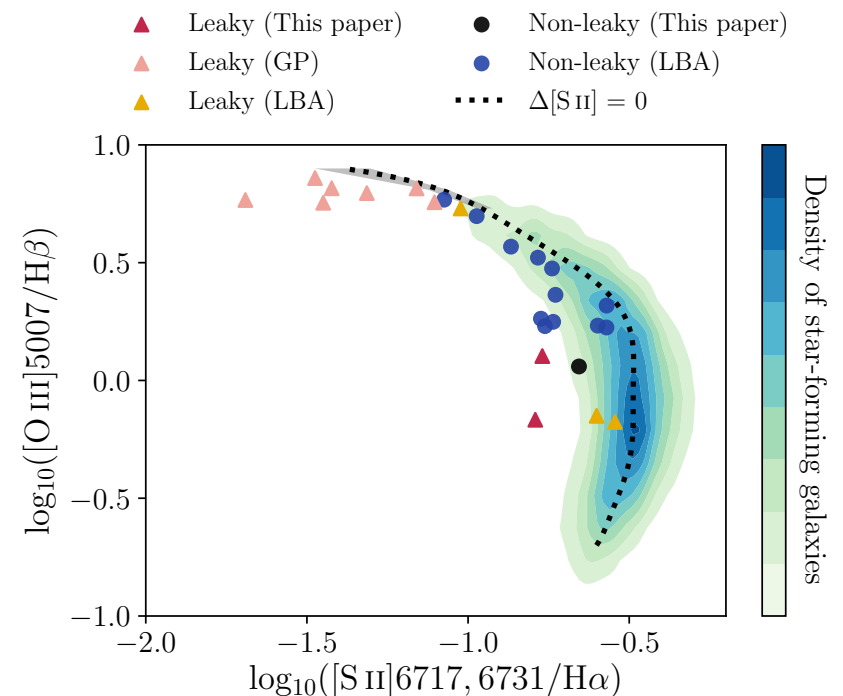 Leaky (This paper)
Non-leaky (This paper)
Leaky (GP)
Non-leaky (LBA)
Leaky (LBA)
Δ[S II] = 0
1.0
0.5
0.0
−0.5
−1.0
log₁₀([O III]5007/Hβ)
−2.0
−1.5
−1.0
−0.5
log₁₀([S II]6717, 6731/Hα)
Density of star-forming galaxies